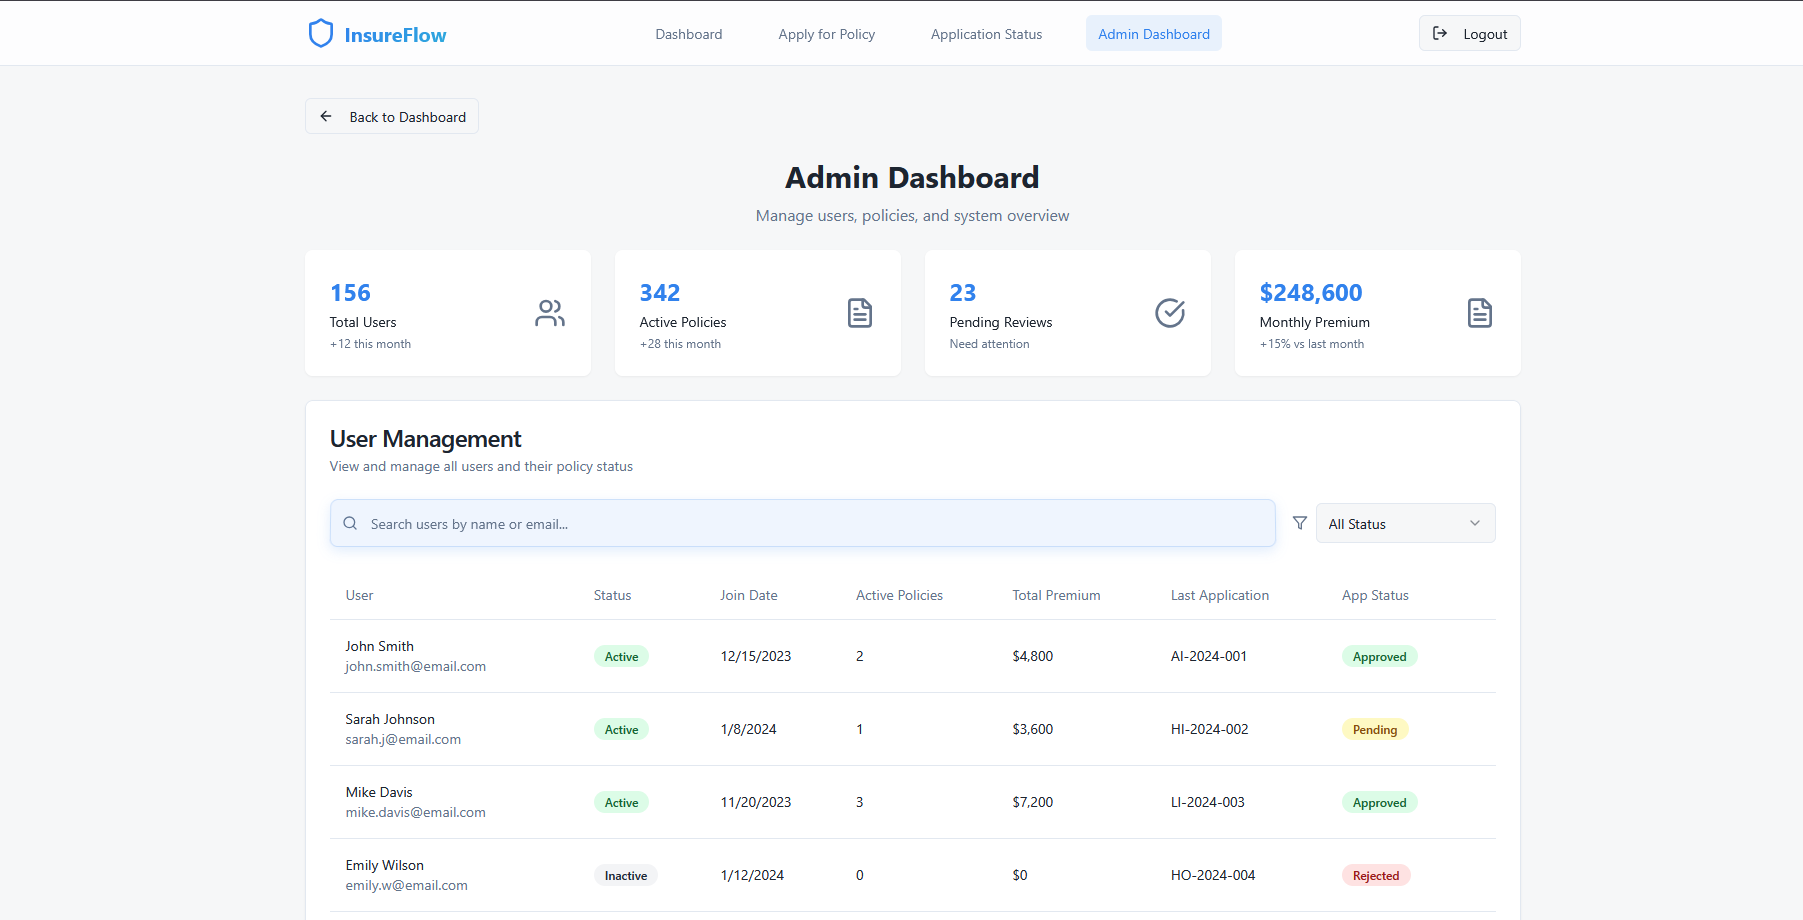 InsureFlow
Dashboard
Apply for Policy
Application Status
Admin Dashboard
Logout
Back to Dashboard
Admin Dashboard
Manage users, policies, and system overview
156
Total Users
+12 this month
342
Active Policies
+28 this month
23
Pending Reviews
Need attention
$248,600
Monthly Premium
+15% vs last month
User Management
View and manage all users and their policy status
Search users by name or email...
All Status
User Status Join Date Active Policies Total Premium Last Application App Status
John Smith
john.smith@email.com
Active 12/15/2023 2 $4,800 AI-2024-001 Approved
Sarah Johnson
sarah.j@email.com
Active 1/8/2024 1 $3,600 HI-2024-002 Pending
Mike Davis
mike.davis@email.com
Active 11/20/2023 3 $7,200 LI-2024-003 Approved
Emily Wilson
emily.w@email.com
Inactive 1/12/2024 0 $0 HO-2024-004 Rejected